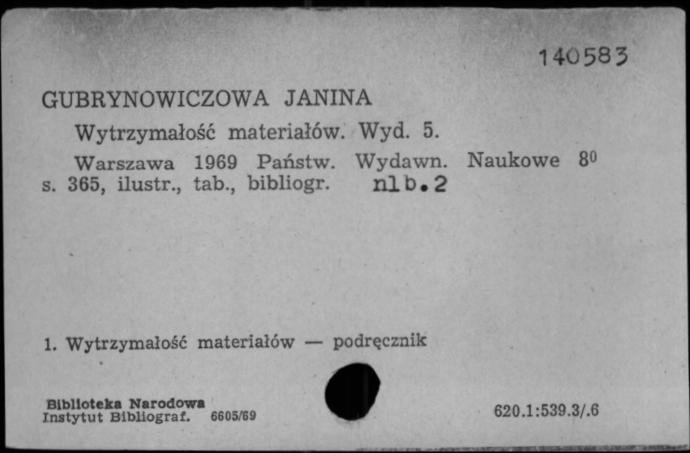 140583
GUBRYNOWICZOWA JANINA
Wytrzymałość materiałów. Wyd. 5.
Warszawa 1969 Państw. Wydawn. Naukowe 8⁰
s. 365, ilustr., tab., bibliogr. nlb.2
1. Wytrzymałość materiałów — podręcznik
Biblioteka Narodowa
Instytut Bibliograf. 6605/69
620.1:539.3/.6